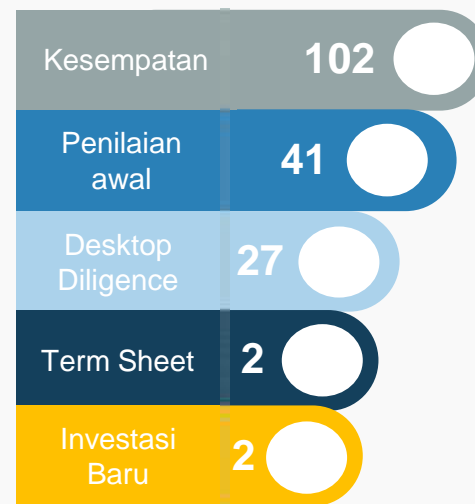 Kesempatan 102
Penilaian
awal
41
Desktop
Diligence
27
Term Sheet 2
Investasi
Baru
2